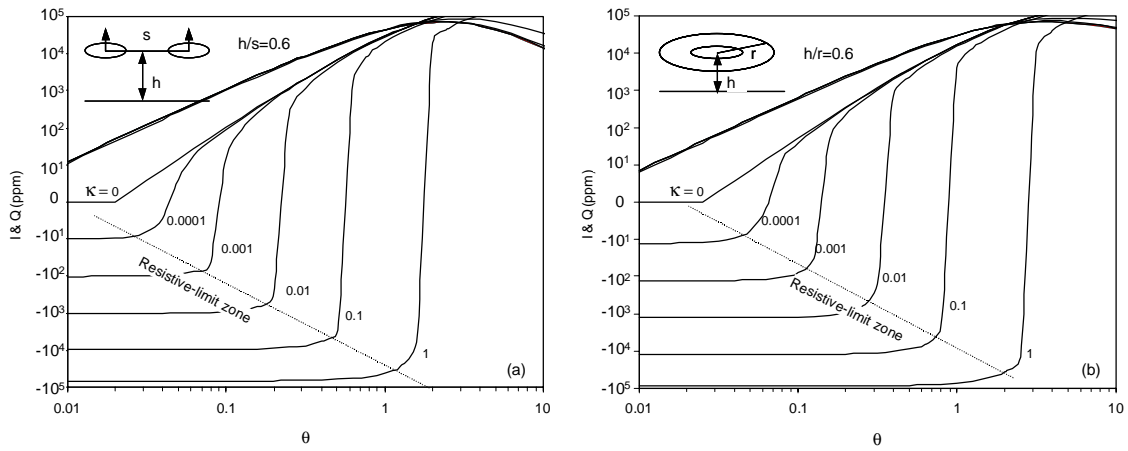 I & Q (ppm)
10⁵
10⁴
10³
10²
10¹
0
-10¹
-10²
-10³
-10⁴
-10⁵
s
h
h/s=0.6
κ = 0
0.0001
0.001
0.01
0.1
1
Resistive-limit zone
(a)
0.01
0.1
1
10
θ
I & Q (ppm)
10⁵
10⁴
10³
10²
10¹
0
-10¹
-10²
-10³
-10⁴
-10⁵
r
h
h/r=0.6
κ = 0
0.0001
0.001
0.01
0.1
1
Resistive-limit zone
(b)
0.01
0.1
1
10
θ